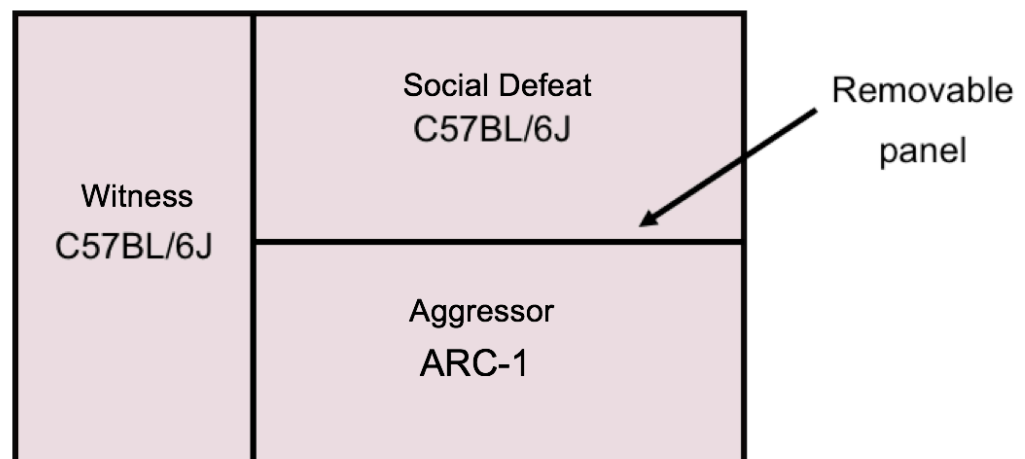 Social Defeat
C57BL/6J
Removable
panel
Witness
C57BL/6J
Aggressor
ARC-1